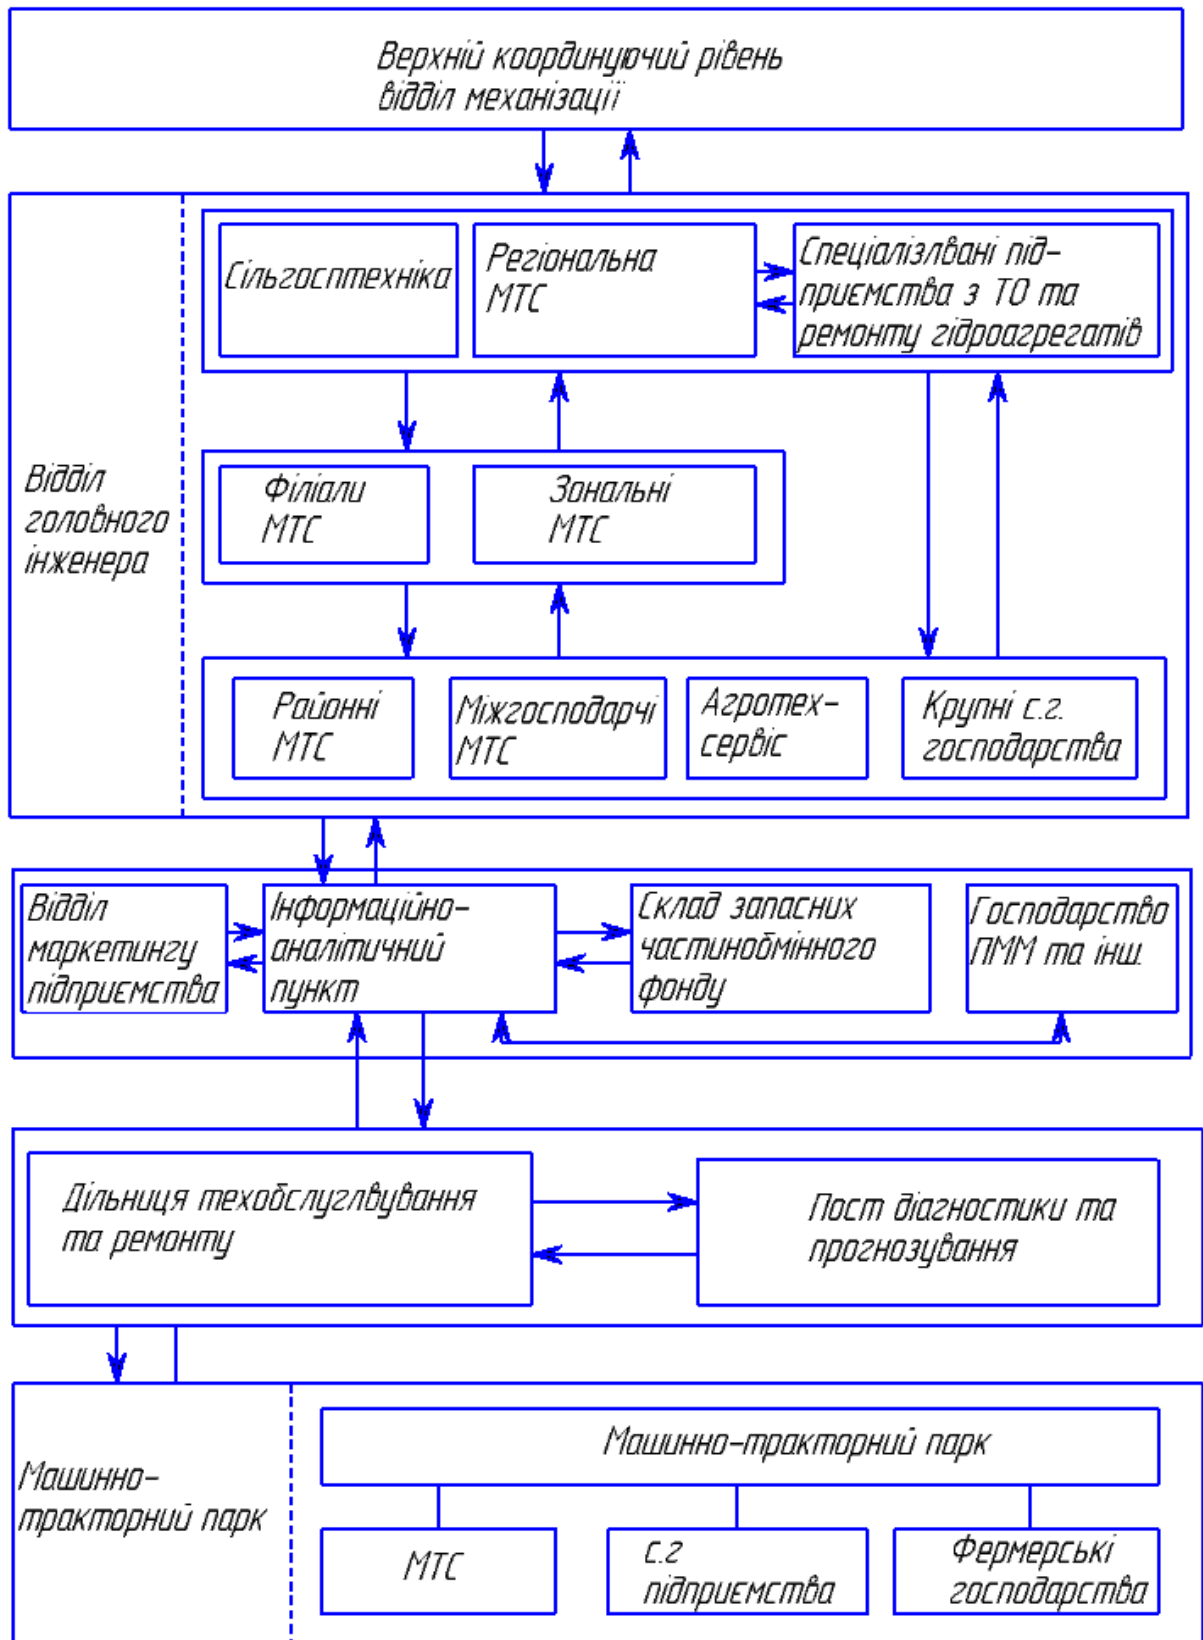 Верхній координуючий рівень
відділ механізації
Сільгосптехніка
Регіональна
МТС
Спеціалізлвані під-
приємства з ТО та
ремонту гідроагрегатів
Відділ
головного
інженера
Філіали
МТС
Зональні
МТС
Районні
МТС
Міжгосподарчі
МТС
Агротех-
сервіс
Крупні с.г.
господарства
Відділ
маркетингу
підприємства
Інформаційно-
аналітичний
пункт
Склад запасних
частинобмінного
фонду
Господарство
ПММ та інш.
Дільниця техобслуглвування
та ремонту
Пост діагностики та
прогнозування
Машинно-
тракторний парк
Машинно-тракторний парк
МТС
с.г
підприємства
Фермерські
господарства